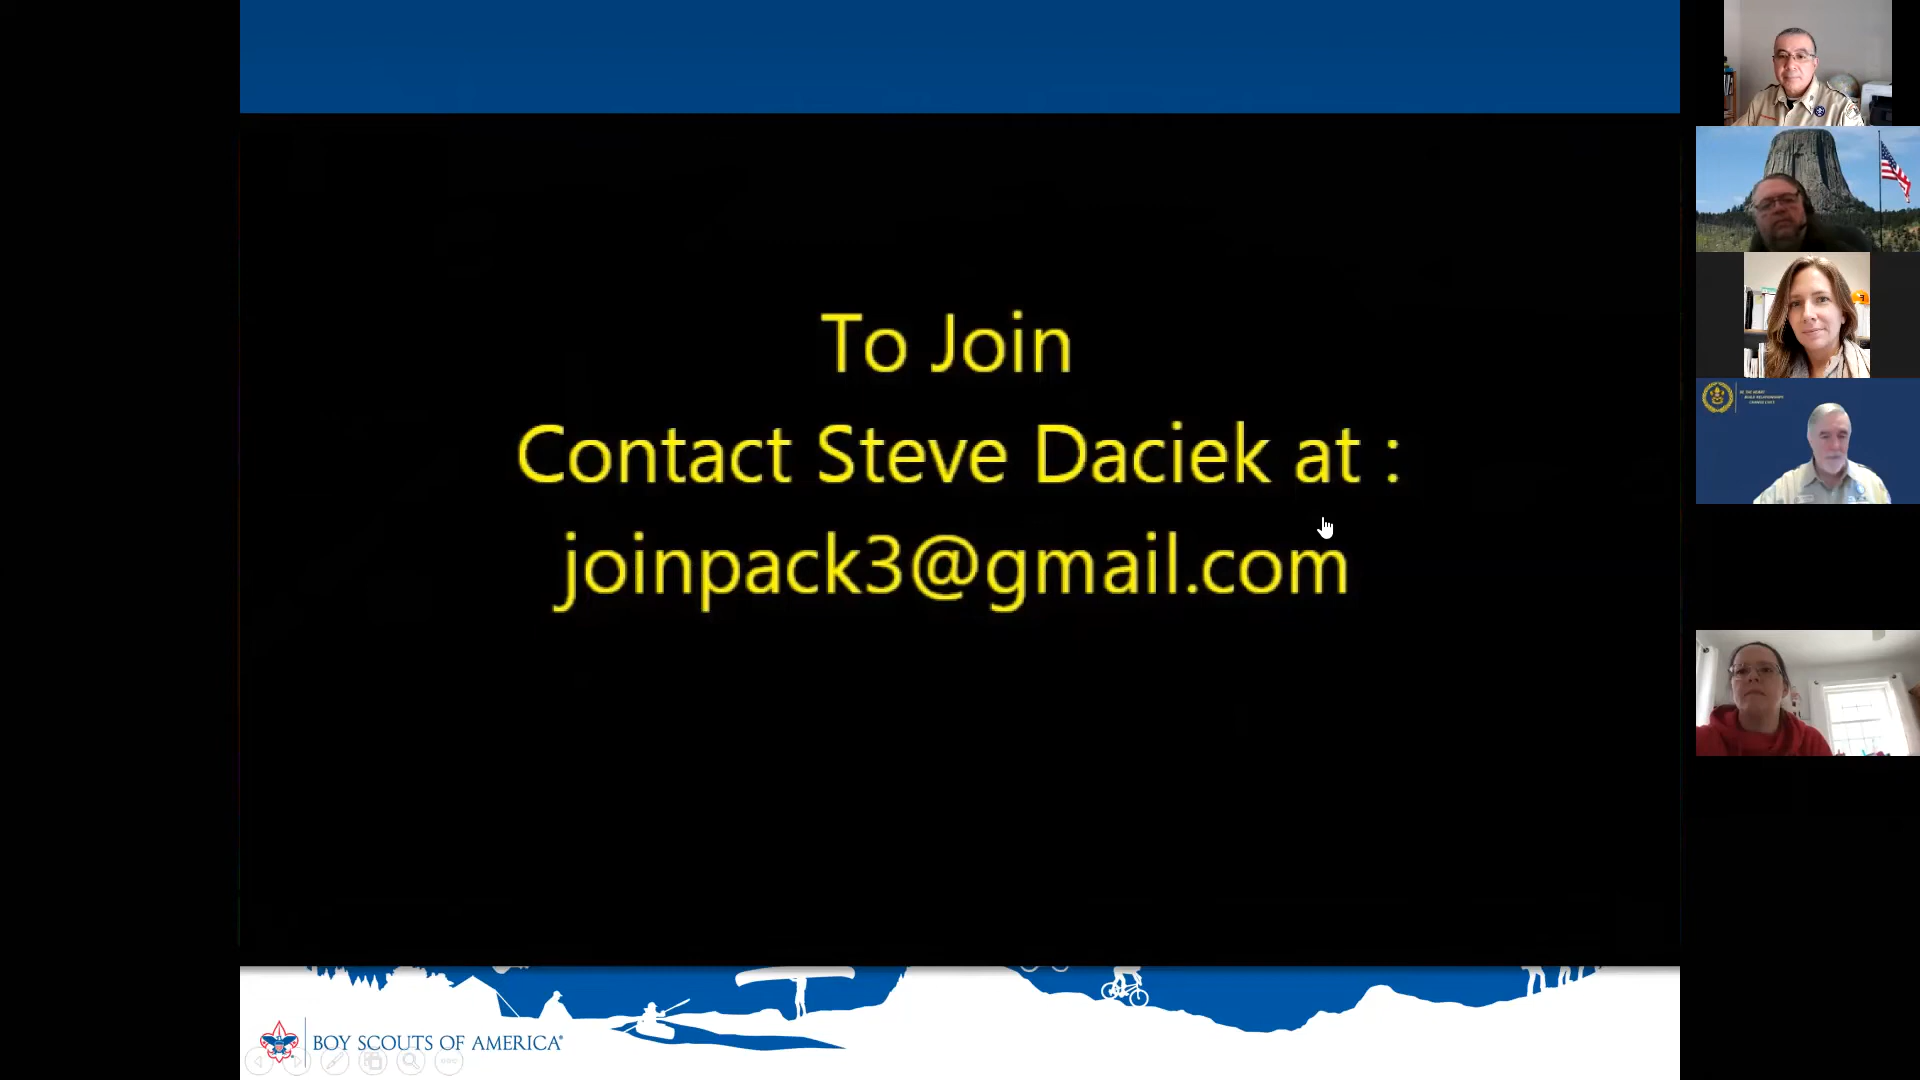 To Join
Contact Steve Daciek at :
joinpack3@gmail.com
BOY SCOUTS OF AMERICA®